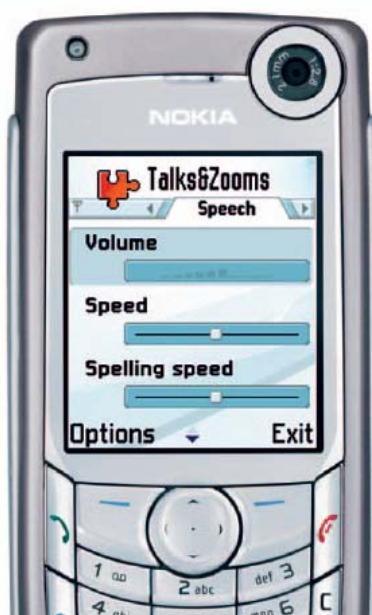 NOKIA
Talks&Zooms
Speech
Volume
Speed
Spelling speed
Options
Exit
1
2 abc
def 3
4
6
C